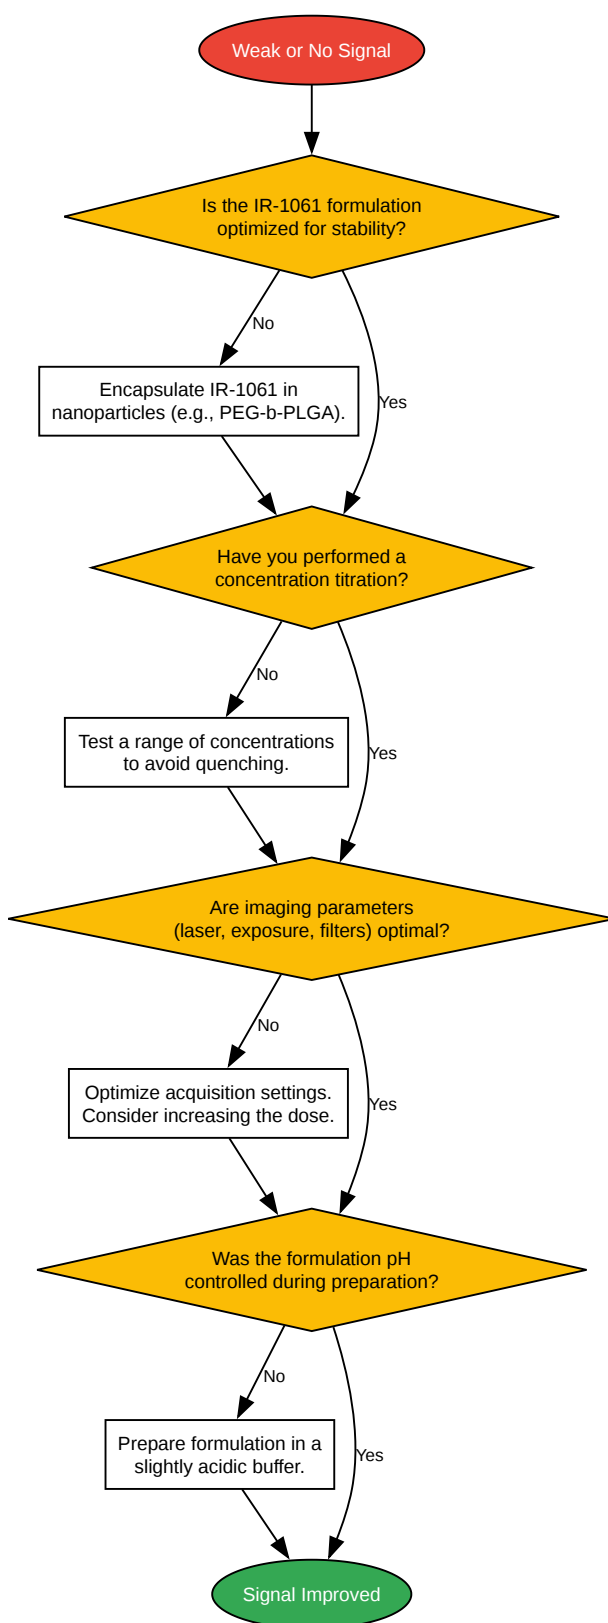 Weak or No Signal
Is the IR-1061 formulation
optimized for stability?
No
Encapsulate IR-1061 in
nanoparticles (e.g., PEG-b-PLGA).
Yes
Have you performed a
concentration titration?
No
Test a range of concentrations
to avoid quenching.
Yes
Are imaging parameters
(laser, exposure, filters) optimal?
No
Optimize acquisition settings.
Consider increasing the dose.
Yes
Was the formulation pH
controlled during preparation?
No
Prepare formulation in a
slightly acidic buffer.
Yes
Signal Improved